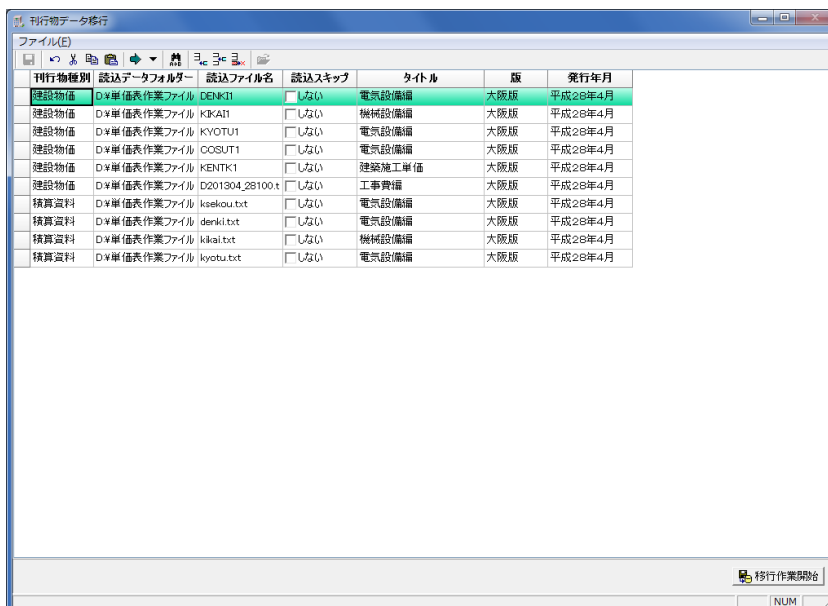 刊行物データ移行
ファイル(F)
刊行物種別 読込データフォルダー 読込ファイル名 読込スキップ タイトル 版 発行年月
建設物価 D:¥単価表作業ファイル DENKI1 しない 電気設備編 大阪版 平成28年4月
建設物価 D:¥単価表作業ファイル KIKAI1 しない 機械設備編 大阪版 平成28年4月
建設物価 D:¥単価表作業ファイル KYOTU1 しない 電気設備編 大阪版 平成28年4月
建設物価 D:¥単価表作業ファイル COSUT1 しない 電気設備編 大阪版 平成28年4月
建設物価 D:¥単価表作業ファイル KENTK1 しない 建築施工単価 大阪版 平成28年4月
建設物価 D:¥単価表作業ファイル D201304_28100.t しない 工事費編 大阪版 平成28年4月
積算資料 D:¥単価表作業ファイル ksekou.txt しない 電気設備編 大阪版 平成28年4月
積算資料 D:¥単価表作業ファイル denki.txt しない 電気設備編 大阪版 平成28年4月
積算資料 D:¥単価表作業ファイル kikai.txt しない 機械設備編 大阪版 平成28年4月
積算資料 D:¥単価表作業ファイル kyotu.txt しない 電気設備編 大阪版 平成28年4月
移行作業開始
NUM